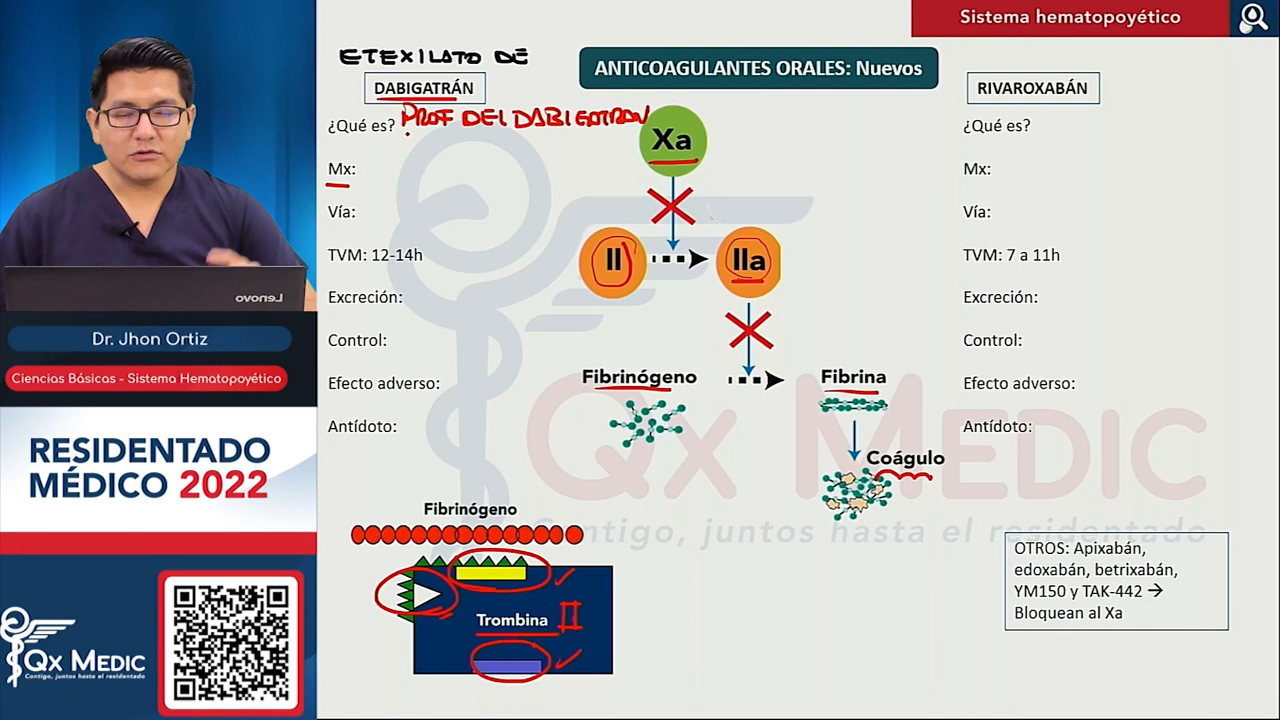 Sistema hematopoyético
ETEXILATO DE
ANTICOAGULANTES ORALES: Nuevos
DABIGATRÁN
¿Qué es? PROF DEL DABIGATRAN
Mx:
Vía:
TVM: 12-14h
Excreción:
Control:
Efecto adverso:
Antídoto:
Xa
II
IIa
Fibrinógeno
Fibrina
Coágulo
RIVAROXABÁN
¿Qué es?
Mx:
Vía:
TVM: 7 a 11h
Excreción:
Control:
Efecto adverso:
Antídoto:
Fibrinógeno
Trombina II
OTROS: Apixabán,
edoxabán, betrixabán,
YM150 y TAK-442 →
Bloquean al Xa
QX MEDIC
Contigo, juntos hasta el residentado
Lenovo
Dr. Jhon Ortiz
Ciencias Básicas - Sistema Hematopoyético
RESIDENTADO
MÉDICO 2022
QX MEDIC
Contigo, juntos hasta el residentado